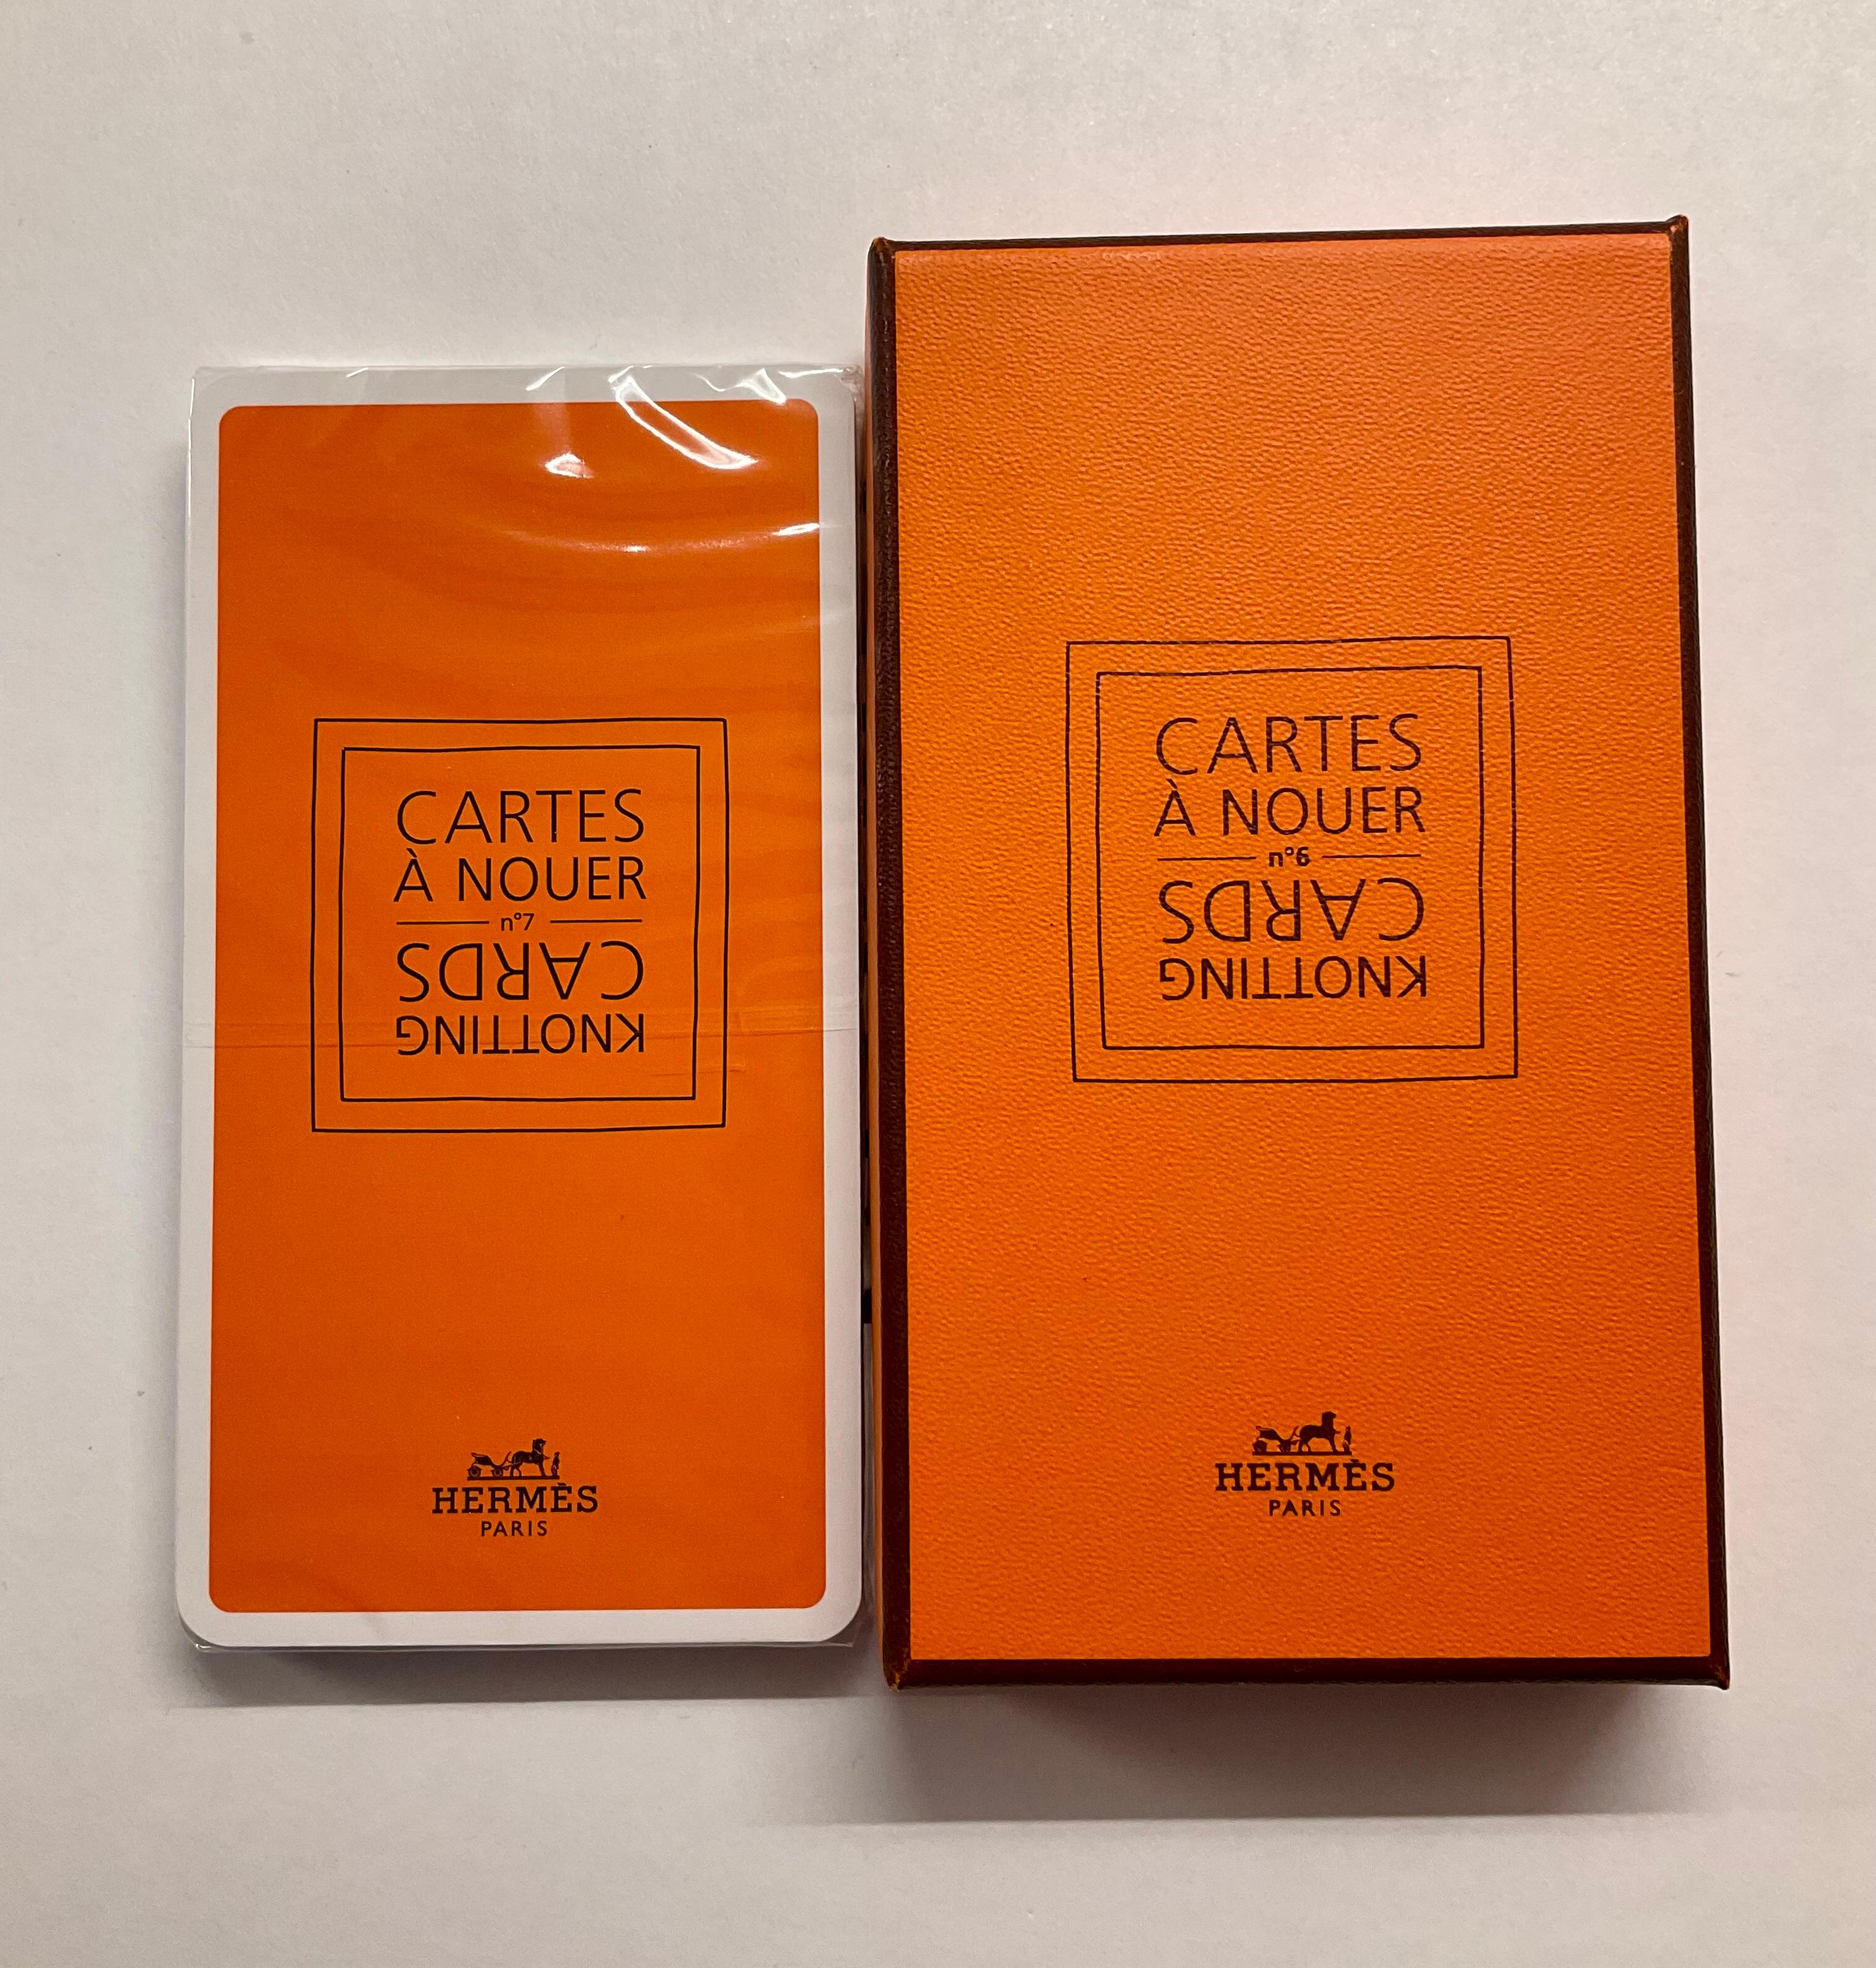 CARTES
À NOUER
n°7
CARDS
KNOTTING
HERMÈS
PARIS
CARTES
À NOUER
n°6
CARDS
KNOTTING
HERMÈS
PARIS